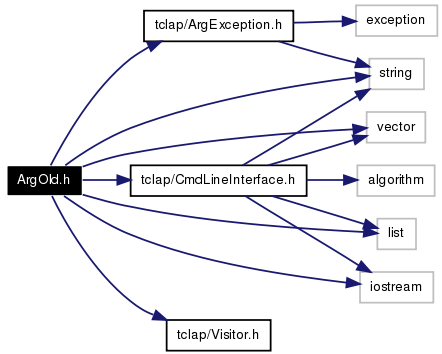 exception
tclap/ArgException.h
string
vector
ArgOld.h
tclap/CmdLineInterface.h
algorithm
list
iostream
tclap/Visitor.h